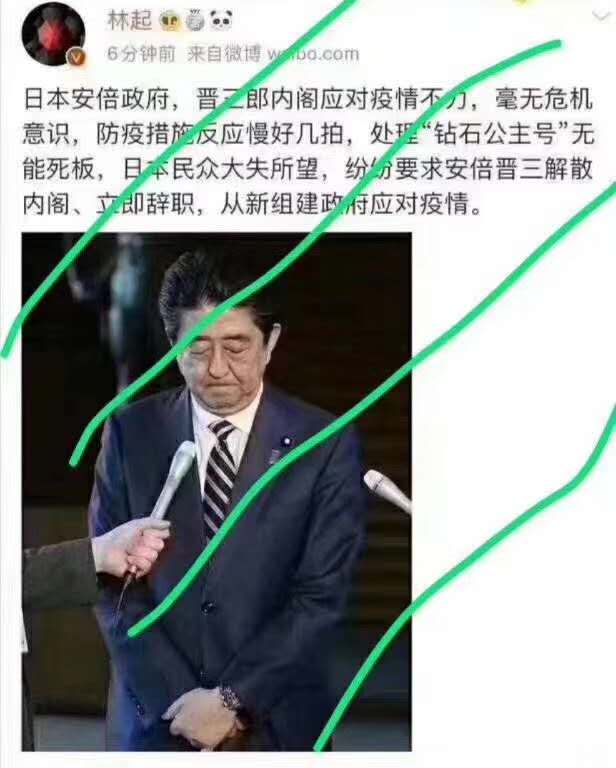 林起
6分钟前 来自微博 weibo.com
日本安倍政府，晋三郎内阁应对疫情不力，毫无危机
意识，防疫措施反应慢好几拍，处理“钻石公主号”无
能死板，日本民众大失所望，纷纷要求安倍晋三解散
内阁、立即辞职，从新组建政府应对疫情。